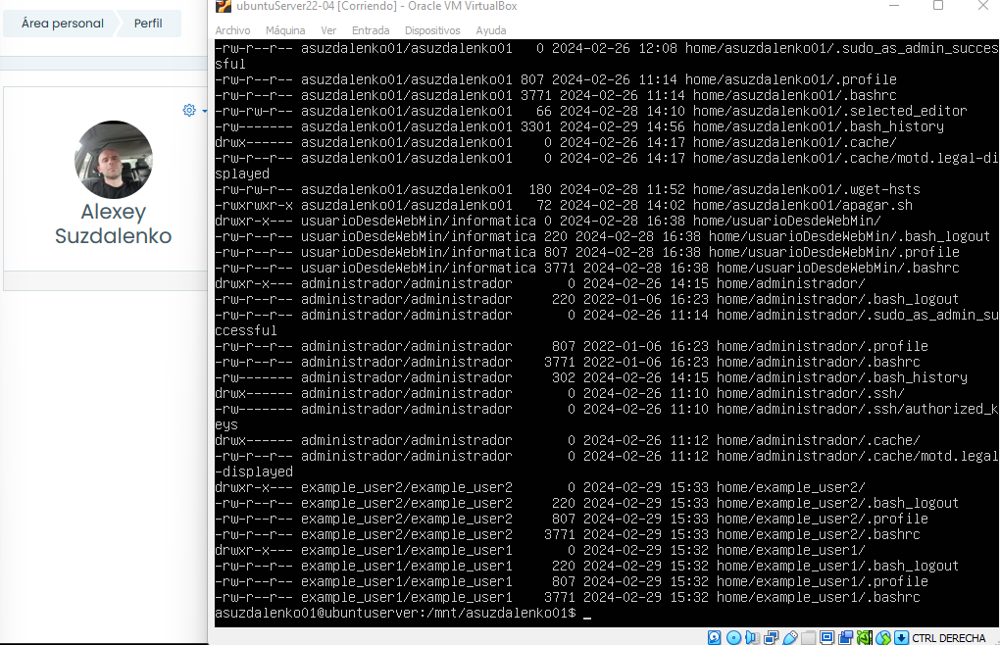 Área personal
Perfil
Alexey
Suzdalenko
ubuntuServer22-04 [Corriendo] - Oracle VM VirtualBox
Archivo Máquina Ver Entrada Dispositivos Ayuda
-rw-r--r-- asuzdalenko01/asuzdalenko01   0 2024-02-26 12:08 home/asuzdalenko01/.sudo_as_admin_succes
sful
-rw-r--r-- asuzdalenko01/asuzdalenko01 807 2024-02-26 11:14 home/asuzdalenko01/.profile
-rw-r--r-- asuzdalenko01/asuzdalenko01 3771 2024-02-26 11:14 home/asuzdalenko01/.bashrc
-rw-rw-r-- asuzdalenko01/asuzdalenko01   66 2024-02-28 14:10 home/asuzdalenko01/.selected_editor
-rw------- asuzdalenko01/asuzdalenko01 3301 2024-02-29 14:56 home/asuzdalenko01/.bash_history
drwx------ asuzdalenko01/asuzdalenko01    0 2024-02-26 14:17 home/asuzdalenko01/.cache/
-rw-r--r-- asuzdalenko01/asuzdalenko01    0 2024-02-26 14:17 home/asuzdalenko01/.cache/motd.legal-di
splayed
-rw-rw-r-- asuzdalenko01/asuzdalenko01  180 2024-02-28 11:52 home/asuzdalenko01/.wget-hsts
-rwxrwxr-x asuzdalenko01/asuzdalenko01   72 2024-02-28 14:02 home/asuzdalenko01/apagar.sh
drwxr-x--- usuarioDesdeWebMin/informatica 0 2024-02-28 16:38 home/usuarioDesdeWebMin/
-rw-r--r-- usuarioDesdeWebMin/informatica 220 2024-02-28 16:38 home/usuarioDesdeWebMin/.bash_logout
-rw-r--r-- usuarioDesdeWebMin/informatica 807 2024-02-28 16:38 home/usuarioDesdeWebMin/.profile
-rw-r--r-- usuarioDesdeWebMin/informatica 3771 2024-02-28 16:38 home/usuarioDesdeWebMin/.bashrc
drwxr-x--- administrador/administrador       0 2024-02-26 14:15 home/administrador/
-rw-r--r-- administrador/administrador     220 2022-01-06 16:23 home/administrador/.bash_logout
-rw-r--r-- administrador/administrador       0 2024-02-26 11:14 home/administrador/.sudo_as_admin_su
ccessful
-rw-r--r-- administrador/administrador     807 2022-01-06 16:23 home/administrador/.profile
-rw-r--r-- administrador/administrador    3771 2022-01-06 16:23 home/administrador/.bashrc
-rw------- administrador/administrador     302 2024-02-26 14:15 home/administrador/.bash_history
drwx------ administrador/administrador       0 2024-02-26 11:10 home/administrador/.ssh/
-rw------- administrador/administrador       0 2024-02-26 11:10 home/administrador/.ssh/authorized_k
eys
drwx------ administrador/administrador       0 2024-02-26 11:12 home/administrador/.cache/
-rw-r--r-- administrador/administrador       0 2024-02-26 11:12 home/administrador/.cache/motd.legal
-displayed
drwxr-x--- example_user2/example_user2       0 2024-02-29 15:33 home/example_user2/
-rw-r--r-- example_user2/example_user2     220 2024-02-29 15:33 home/example_user2/.bash_logout
-rw-r--r-- example_user2/example_user2     807 2024-02-29 15:33 home/example_user2/.profile
-rw-r--r-- example_user2/example_user2    3771 2024-02-29 15:33 home/example_user2/.bashrc
drwxr-x--- example_user1/example_user1       0 2024-02-29 15:32 home/example_user1/
-rw-r--r-- example_user1/example_user1     220 2024-02-29 15:32 home/example_user1/.bash_logout
-rw-r--r-- example_user1/example_user1     807 2024-02-29 15:32 home/example_user1/.profile
-rw-r--r-- example_user1/example_user1    3771 2024-02-29 15:32 home/example_user1/.bashrc
asuzdalenko01@ubuntuserver:/mnt/asuzdalenko01$ _
CTRL DERECHA